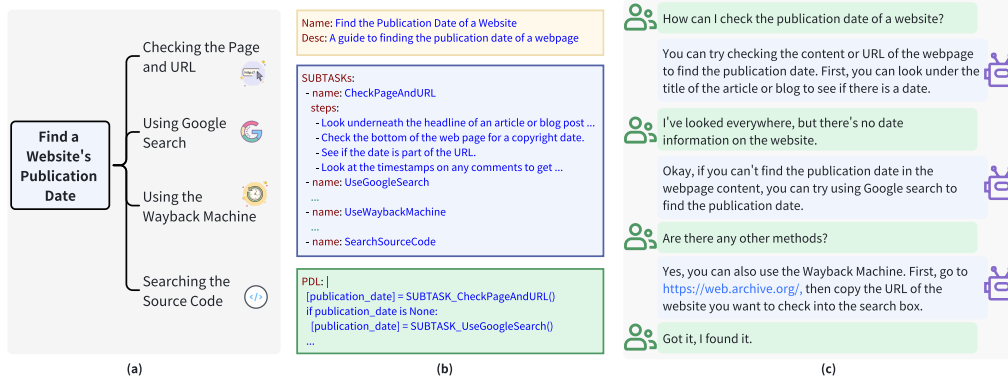 Find a
Website's
Publication
Date
Checking the Page
and URL
Using Google
Search
Using the
Wayback Machine
Searching the
Source Code
</>
(a)
Name: Find the Publication Date of a Website
Desc: A guide to finding the publication date of a webpage
SUBTASKs:
- name: CheckPageAndURL
steps:
- Look underneath the headline of an article or blog post ...
- Check the bottom of the web page for a copyright date.
- See if the date is part of the URL.
- Look at the timestamps on any comments to get ...
- name: UseGoogleSearch
...
- name: UseWaybackMachine
...
- name: SearchSourceCode
PDL: |
[publication_date] = SUBTASK_CheckPageAndURL()
if publication_date is None:
[publication_date] = SUBTASK_UseGoogleSearch()
...
(b)
How can I check the publication date of a website?
You can try checking the content or URL of the webpage
to find the publication date. First, you can look under the
title of the article or blog to see if there is a date.
I've looked everywhere, but there's no date
information on the website.
Okay, if you can't find the publication date in the
webpage content, you can try using Google search to
find the publication date.
Are there any other methods?
Yes, you can also use the Wayback Machine. First, go to
https://web.archive.org/, then copy the URL of the
website you want to check into the search box.
Got it, I found it.
(c)